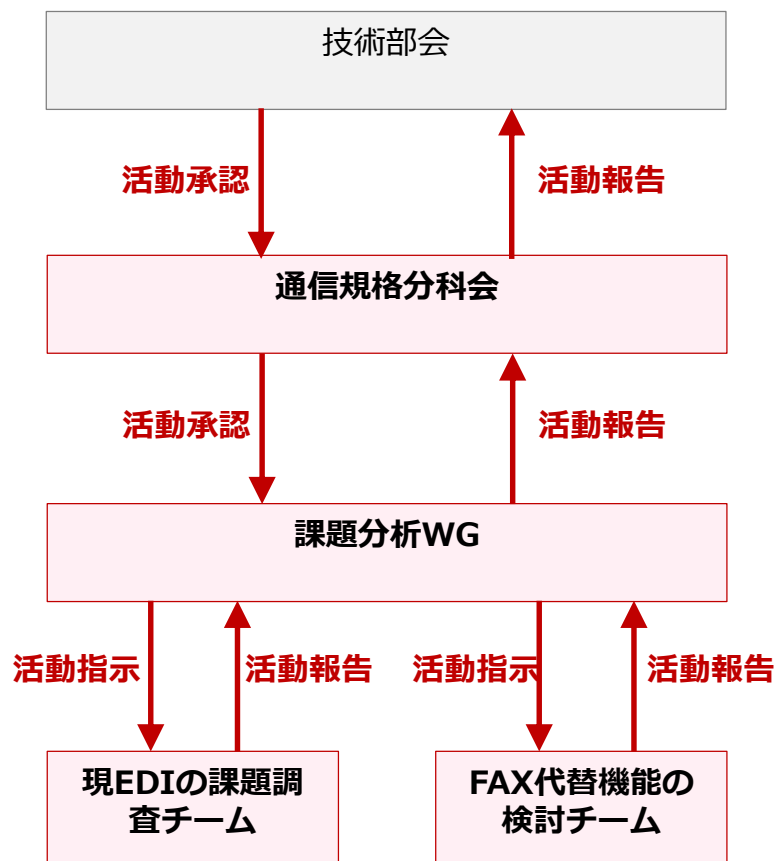 技術部会
活動承認
活動報告
通信規格分科会
活動承認
活動報告
課題分析WG
活動指示
活動報告
活動指示
活動報告
現EDIの課題調
査チーム
FAX代替機能の
検討チーム